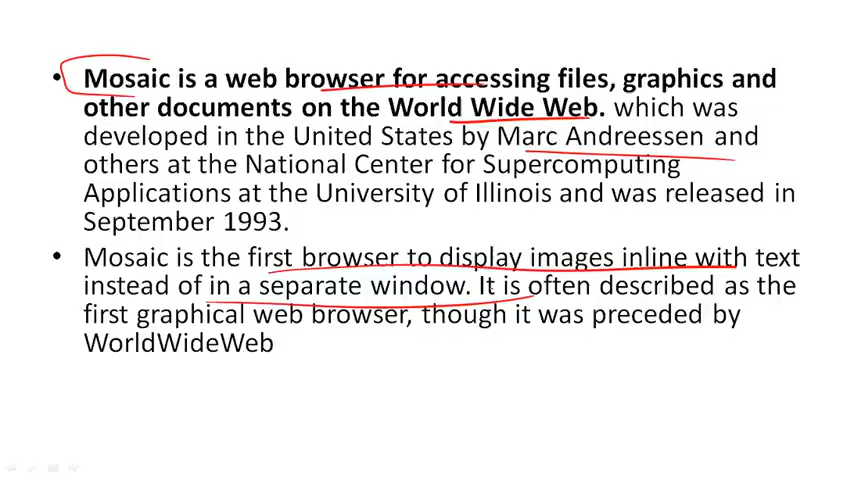 • Mosaic is a web browser for accessing files, graphics and
other documents on the World Wide Web. which was
developed in the United States by Marc Andreessen and
others at the National Center for Supercomputing
Applications at the University of Illinois and was released in
September 1993.
• Mosaic is the first browser to display images inline with text
instead of in a separate window. It is often described as the
first graphical web browser, though it was preceded by
WorldWideWeb